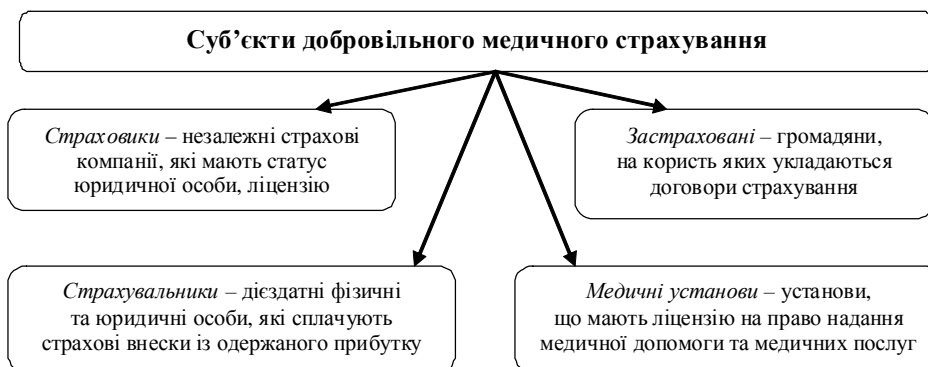 Суб’єкти добровільного медичного страхування
Страховики – незалежні страхові
компанії, які мають статус
юридичної особи, ліцензію
Застраховані – громадяни,
на користь яких укладаються
договори страхування
Страхувальники – дієздатні фізичні
та юридичні особи, які сплачують
страхові внески із одержаного прибутку
Медичні установи – установи,
що мають ліцензію на право надання
медичної допомоги та медичних послуг